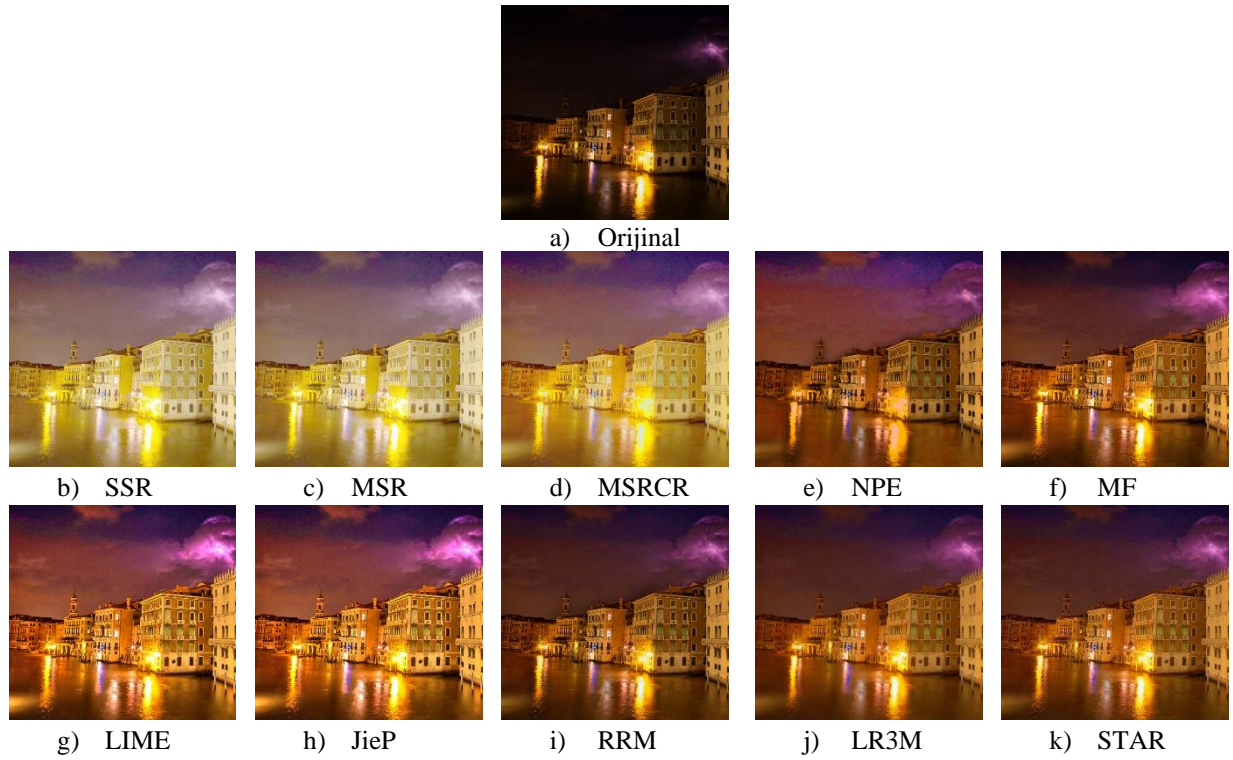 a) Orijinal
b) SSR
c) MSR
d) MSRCR
e) NPE
f) MF
g) LIME
h) JieP
i) RRM
j) LR3M
k) STAR